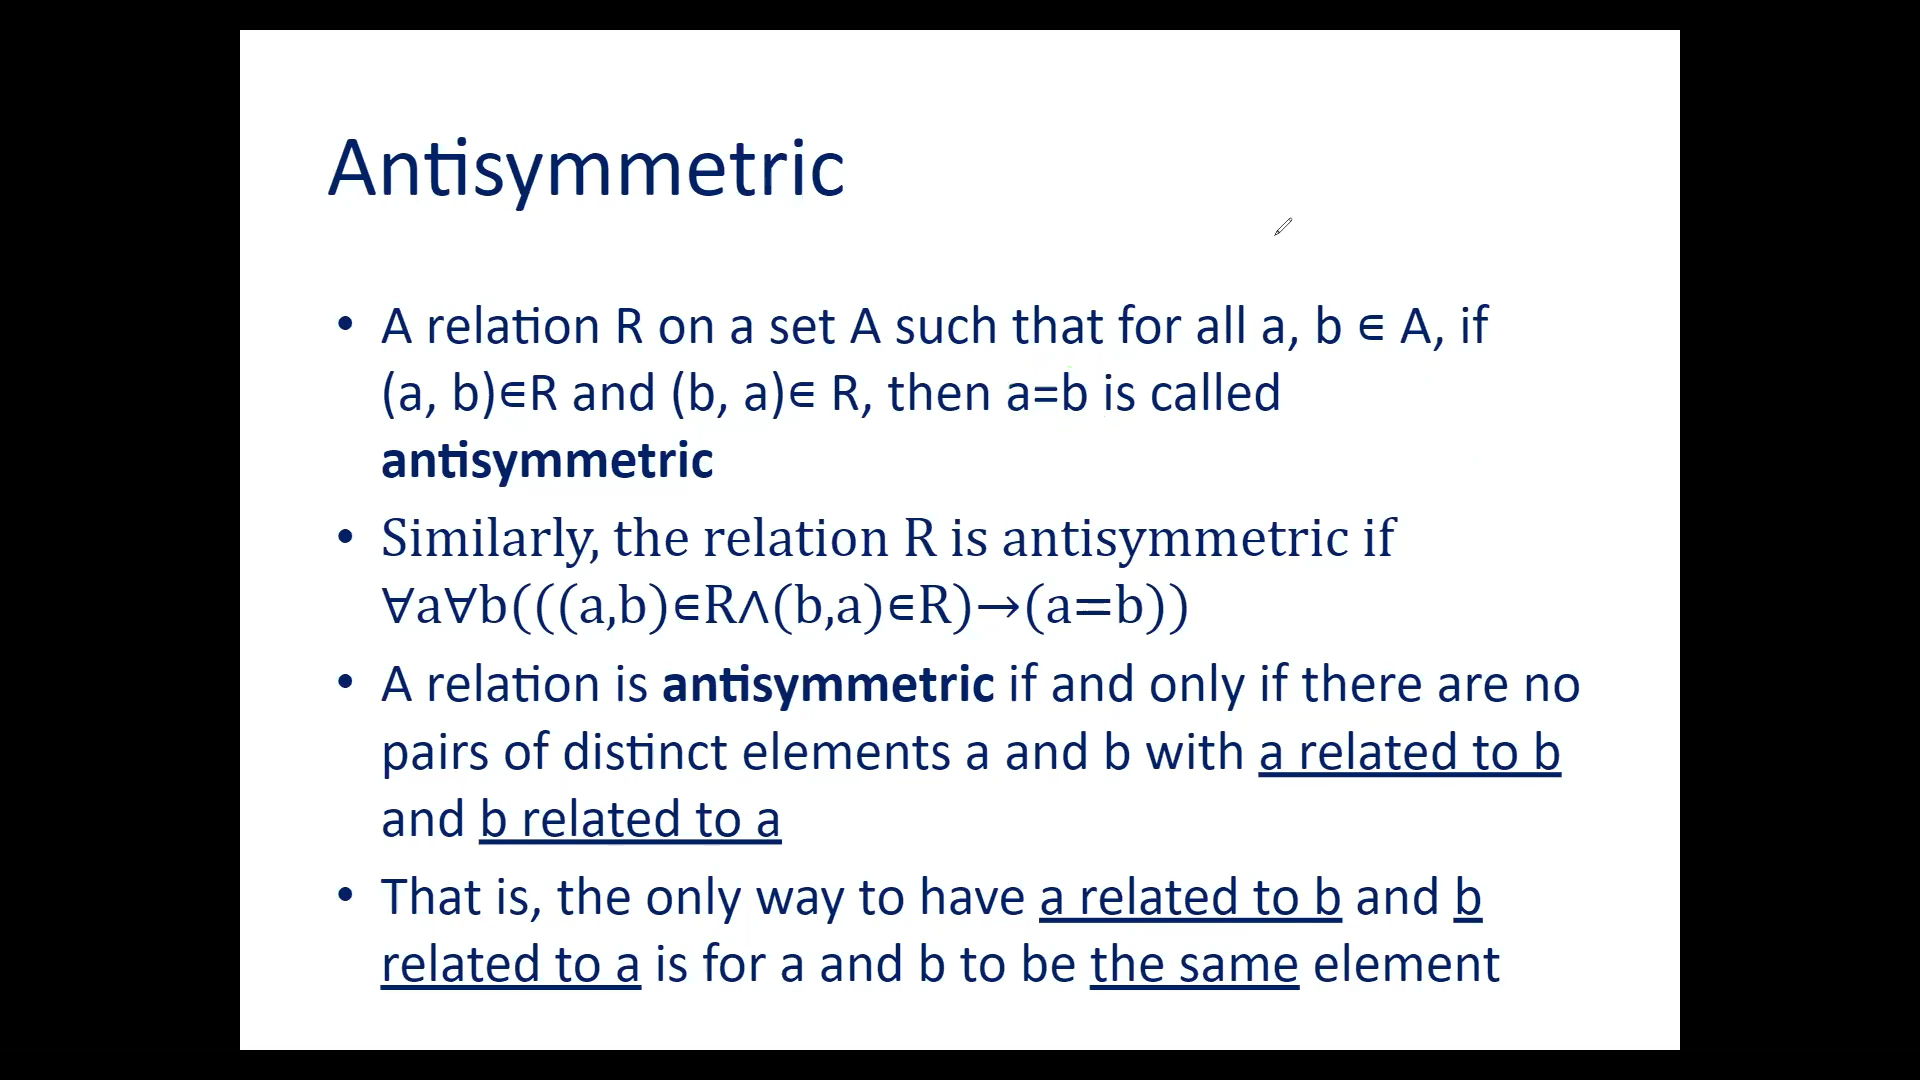 Antisymmetric
• A relation R on a set A such that for all a, b ∈ A, if
(a, b)∈R and (b, a)∈ R, then a=b is called
antisymmetric
• Similarly, the relation R is antisymmetric if
∀a∀b(((a,b)∈R∧(b,a)∈R)→(a=b))
• A relation is antisymmetric if and only if there are no
pairs of distinct elements a and b with a related to b
and b related to a
• That is, the only way to have a related to b and b
related to a is for a and b to be the same element